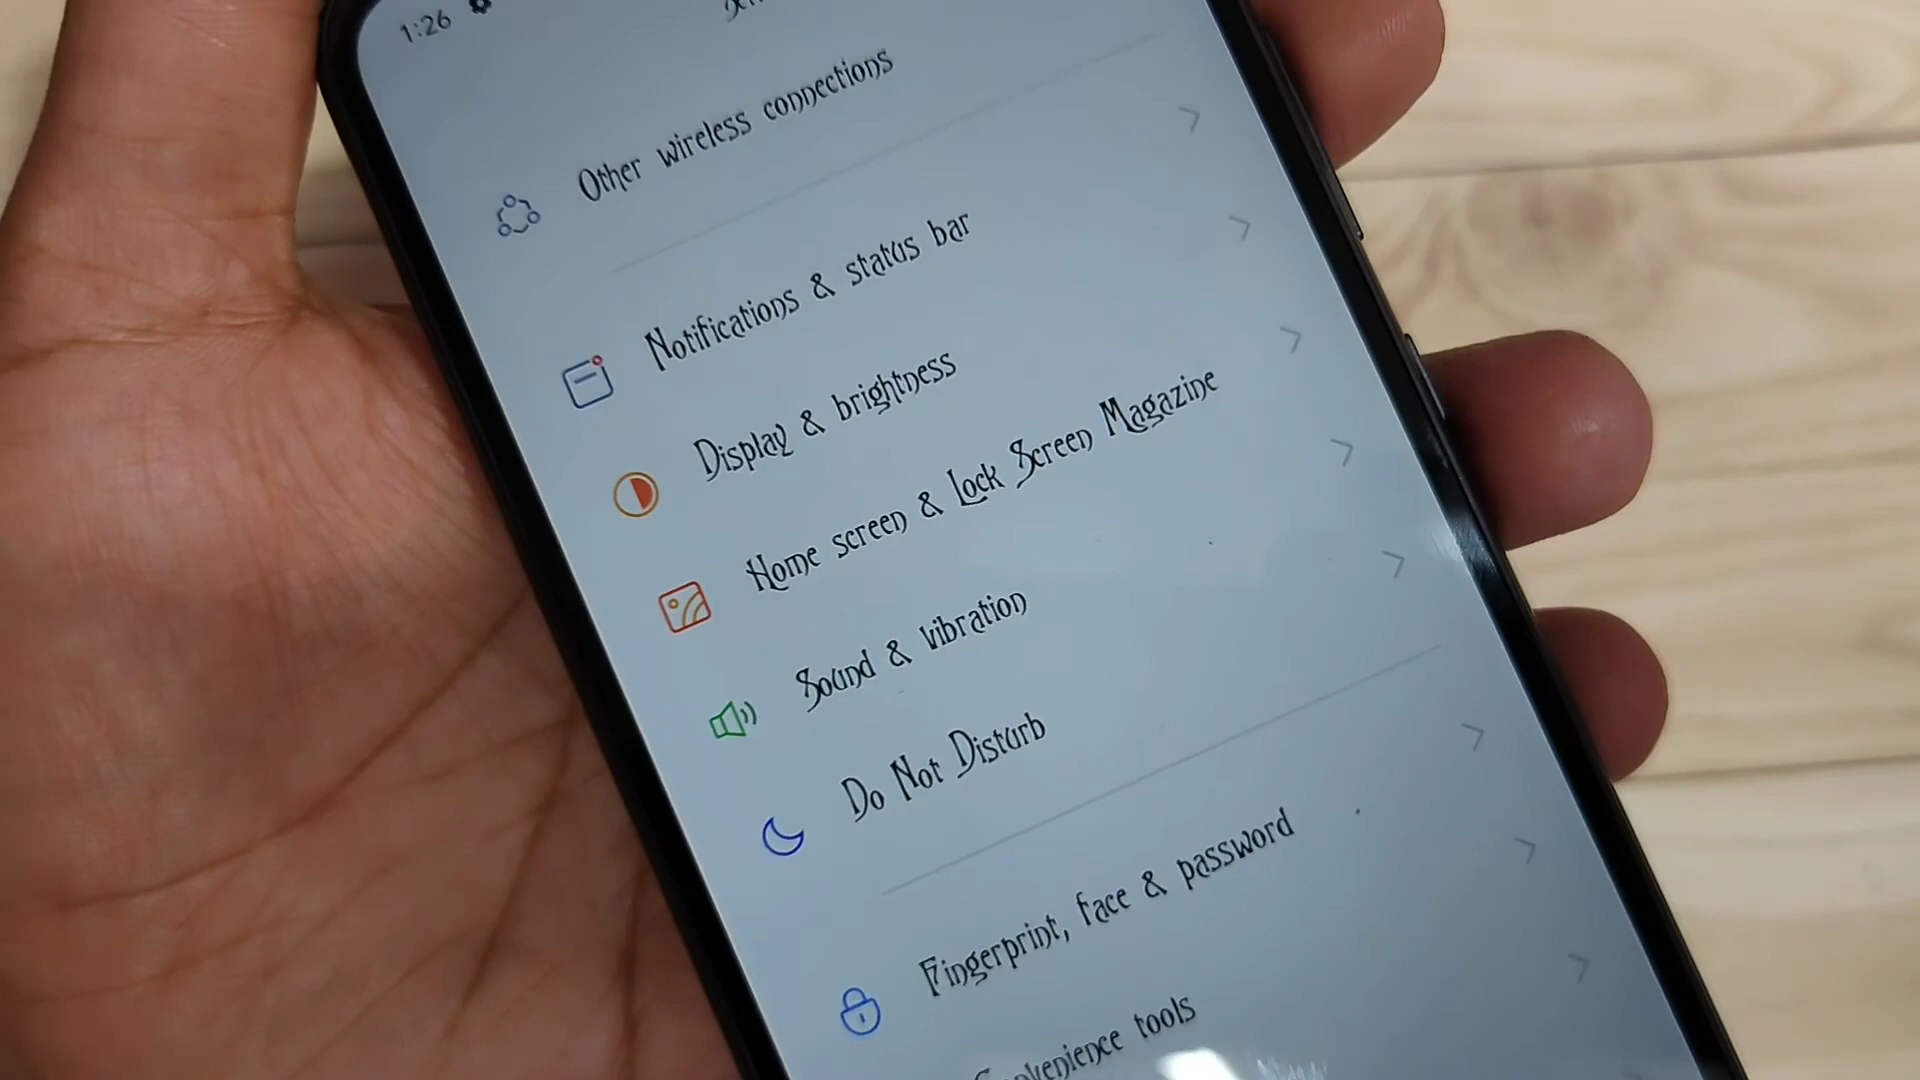 1:26
Other wireless connections
Notifications & status bar
Display & brightness
Home screen & Lock Screen Magazine
Sound & vibration
Do Not Disturb
Fingerprint, face & password
Convenience tools